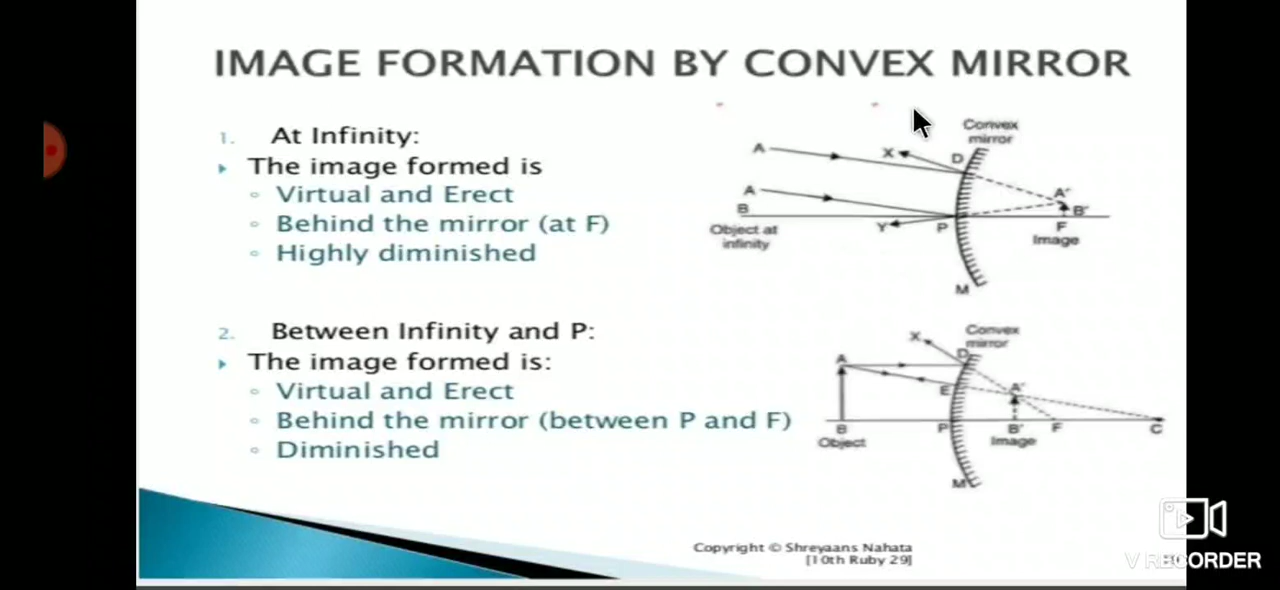 IMAGE FORMATION BY CONVEX MIRROR
1. At Infinity:
The image formed is
Virtual and Erect
Behind the mirror (at F)
Highly diminished
Convex
mirror
A
X
D
A
B
Object at
infinity
Y
P
A'
B'
F
Image
M
2. Between Infinity and P:
The image formed is:
Virtual and Erect
Behind the mirror (between P and F)
Diminished
Convex
mirror
X
D
A
E
A'
B
Object
P
B'
F
C
Image
M
Copyright © Shreyaans Nahata
[10th Ruby 29]
V RECORDER